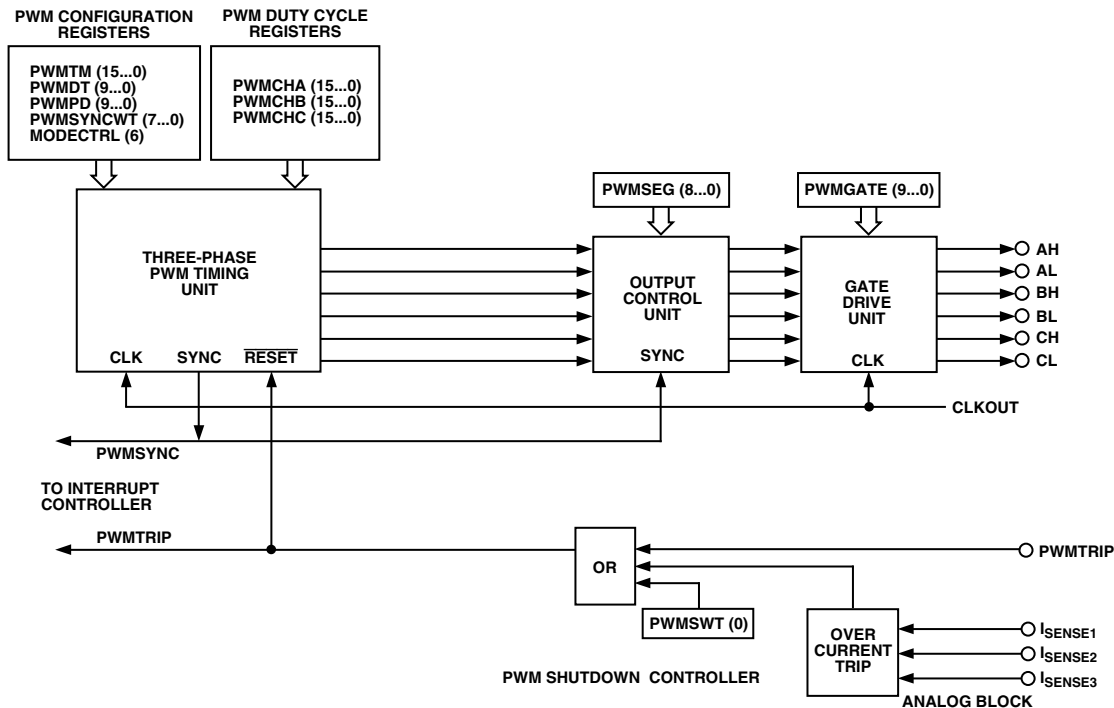 PWM CONFIGURATION
REGISTERS
PWM DUTY CYCLE
REGISTERS
PWMTM (15...0)
PWMDT (9...0)
PWMPD (9...0)
PWMSYNCWT (7...0)
MODECTRL (6)
PWMCHA (15...0)
PWMCHB (15...0)
PWMCHC (15...0)
PWMSEG (8...0)
PWMGATE (9...0)
THREE-PHASE
PWM TIMING
UNIT
CLK
SYNC
RESET
OUTPUT
CONTROL
UNIT
SYNC
GATE
DRIVE
UNIT
CLK
AH
AL
BH
BL
CH
CL
CLKOUT
PWMSYNC
TO INTERRUPT
CONTROLLER
PWMTRIP
OR
PWMTRIP
PWMSWT (0)
OVER
CURRENT
TRIP
ISENSE1
ISENSE2
ISENSE3
PWM SHUTDOWN CONTROLLER
ANALOG BLOCK